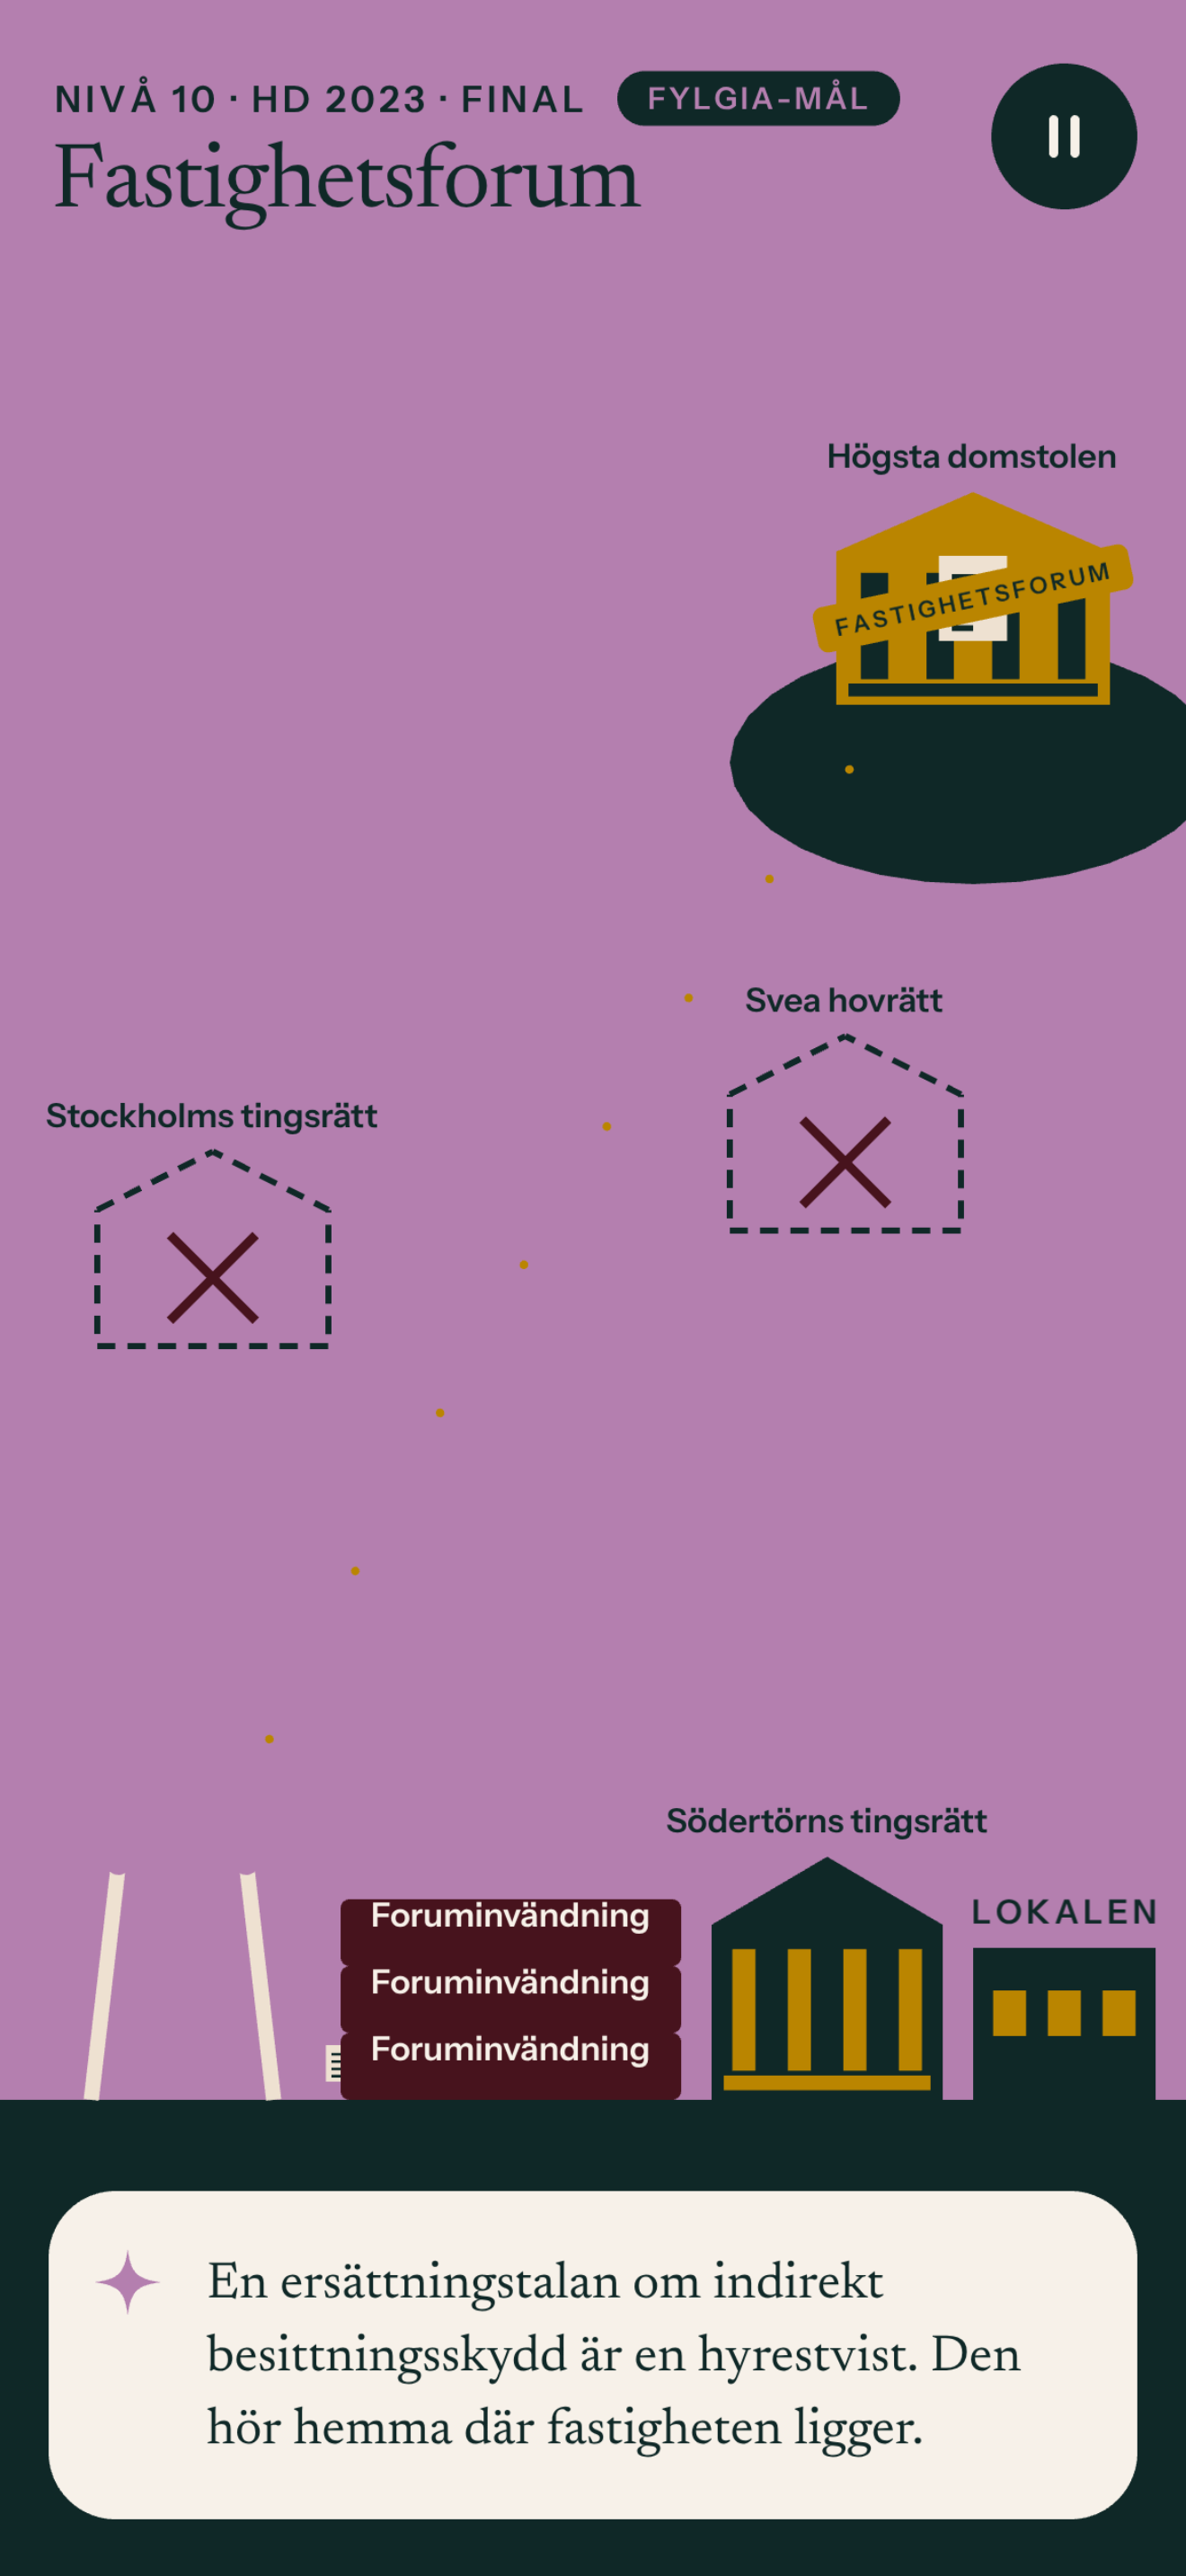 NIVÅ 10 · HD 2023 · FINAL
FYLGIA-MÅL
Fastighetsforum
Högsta domstolen
FASTIGHETSFORUM
Svea hovrätt
Stockholms tingsrätt
Södertörns tingsrätt
LOKALEN
Foruminvändning
Foruminvändning
Foruminvändning
En ersättningstalan om indirekt
besittningsskydd är en hyrestvist. Den
hör hemma där fastigheten ligger.